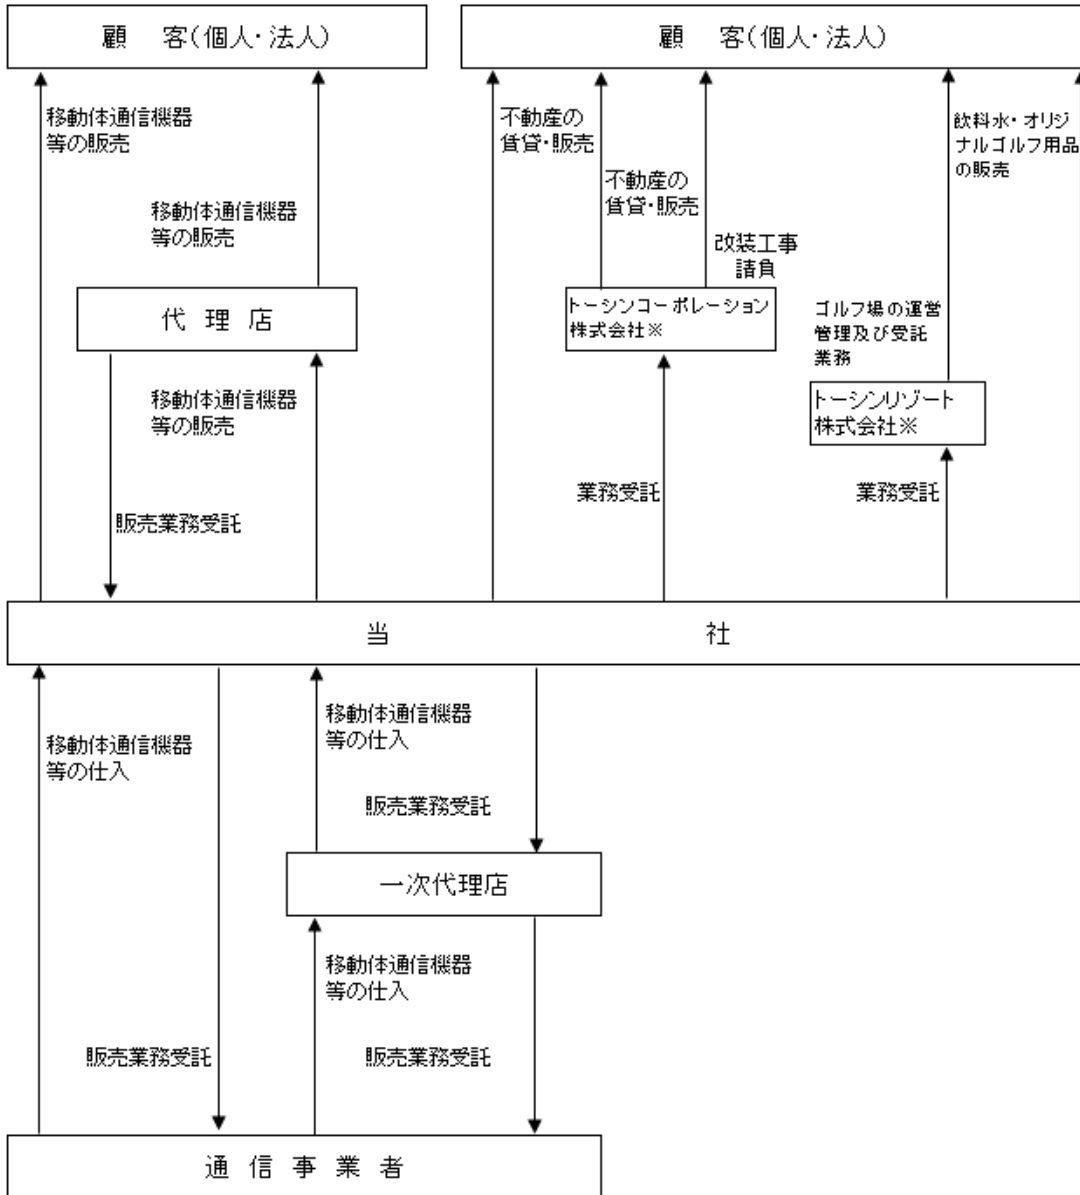 顧　客(個人・法人)
顧　客(個人・法人)
移動体通信機器
等の販売
移動体通信機器
等の販売
代 理 店
移動体通信機器
等の販売
販売業務受託
不動産の
賃貸・販売
不動産の
賃貸・販売
改装工事
請負
トーシンコーポレーション
株式会社※
業務受託
飲料水・オリジ
ナルゴルフ用品
の販売
ゴルフ場の運営
管理及び受託
業務
トーシンリゾート
株式会社※
業務受託
当　社
移動体通信機器
等の仕入
移動体通信機器
等の仕入
販売業務受託
一次代理店
移動体通信機器
等の仕入
販売業務受託
販売業務受託
通 信 事 業 者